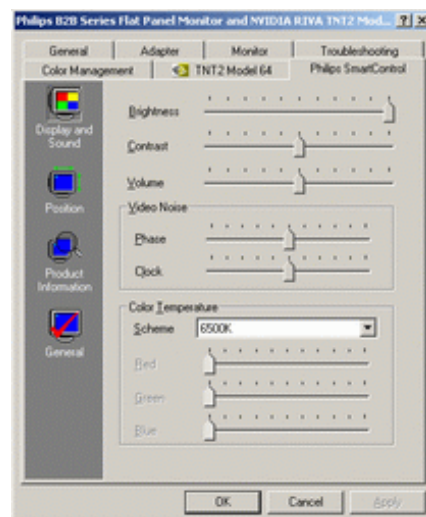 Philips B2B Series Flat Panel Monitor and NVIDIA RIVA TNT2 Mod...
General Adapter Monitor Troubleshooting
Color Management TNT2 Model 64 Philips SmartControl
Display and
Sound
Position
Product
Information
General
Brightness
Contrast
Volume
Video Noise
Phase
Clock
Color Temperature
Scheme 6500K
Red
Green
Blue
OK Cancel Apply